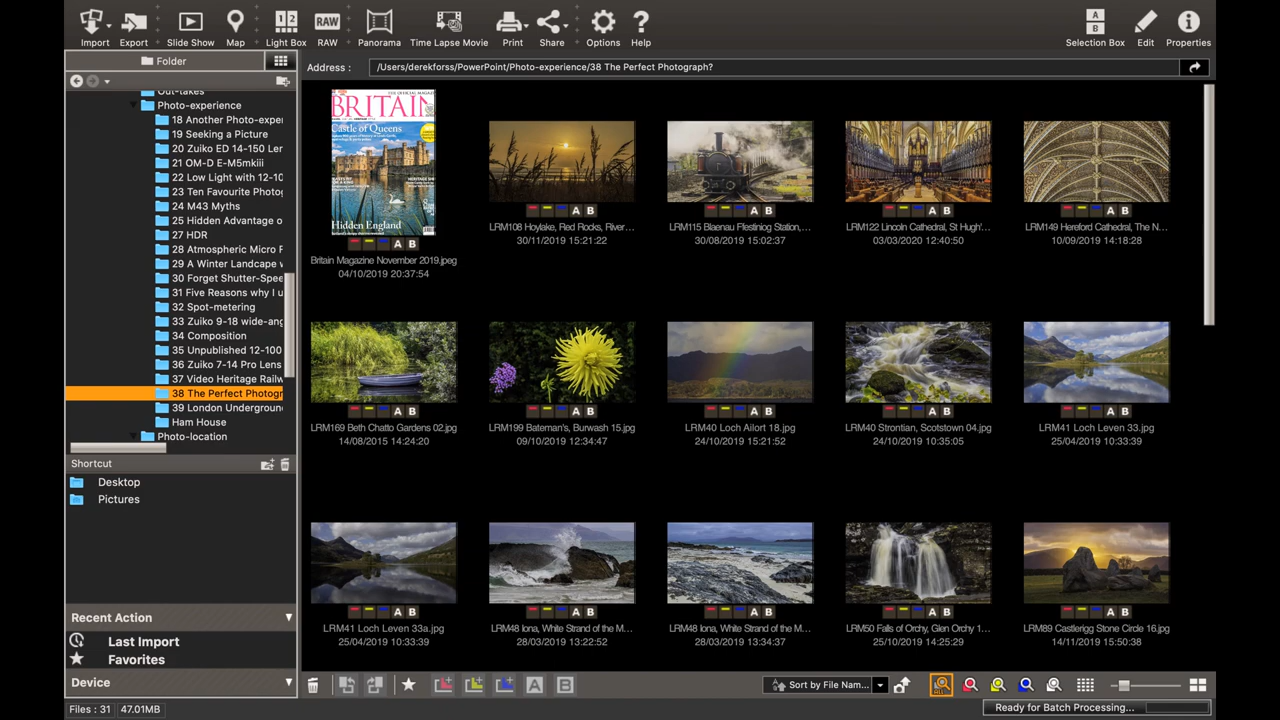 Import Export Slide Show Map Light Box RAW Panorama Time Lapse Movie Print Share Options Help Selection Box Edit Properties
Folder
Address : /Users/derekforss/PowerPoint/Photo-experience/38 The Perfect Photograph?
Out-takes
Photo-experience
18 Another Photo-exper
19 Seeking a Picture
20 Zuiko ED 14-150 Ler
21 OM-D E-M5mkiii
22 Low Light with 12-10
23 Ten Favourite Photog
24 M43 Myths
25 Hidden Advantage o
27 HDR
28 Atmospheric Micro F
29 A Winter Landscape w
30 Forget Shutter-Spee
31 Five Reasons why I u
32 Spot-metering
33 Zuiko 9-18 wide-ang
34 Composition
35 Unpublished 12-100
36 Zuiko 7-14 Pro Lens
37 Video Heritage Railw
38 The Perfect Photogr
39 London Underground
Ham House
Photo-location
Shortcut
Desktop
Pictures
Recent Action
Last Import
Favorites
Device
Files : 31 47.01MB
BRITAIN
Castle of Queens
Hidden England
A B A B A B A B A B
Britain Magazine November 2019.jpeg
04/10/2019 20:37:54
LRM108 Hoylake, Red Rocks, River...
30/11/2019 15:21:22
LRM115 Blaenau Ffestiniog Station,...
30/08/2019 15:02:37
LRM122 Lincoln Cathedral, St Hugh'...
03/03/2020 12:40:50
LRM149 Hereford Cathedral, The N...
10/09/2019 14:18:28
A B A B A B A B A B
LRM169 Beth Chatto Gardens 02.jpg
14/08/2015 14:24:20
LRM199 Bateman's, Burwash 15.jpg
09/10/2019 12:34:47
LRM40 Loch Ailort 18.jpg
24/10/2019 15:21:52
LRM40 Strontian, Scotstown 04.jpg
24/10/2019 10:35:05
LRM41 Loch Leven 33.jpg
25/04/2019 10:33:39
A B A B A B A B A B
LRM41 Loch Leven 33a.jpg
25/04/2019 10:33:39
LRM48 Iona, White Strand of the M...
28/03/2019 13:22:52
LRM48 Iona, White Strand of the M...
28/03/2019 13:34:37
LRM50 Falls of Orchy, Glen Orchy 1...
25/10/2019 14:25:29
LRM89 Castlerigg Stone Circle 16.jpg
14/11/2019 15:50:38
A B Sort by File Nam...
Ready for Batch Processing...